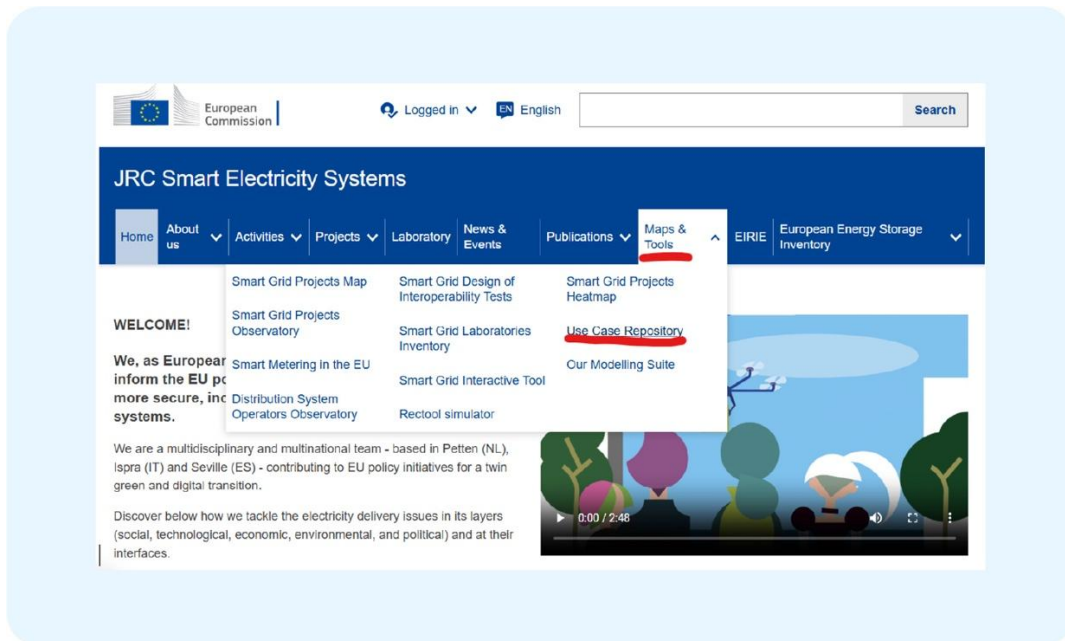 European
Commission
Logged in
EN English
Search
JRC Smart Electricity Systems
Home
About
us
Activities
Projects
Laboratory
News &
Events
Publications
Maps &
Tools
EIRIE
European Energy Storage
Inventory
Smart Grid Projects Map
Smart Grid Projects
Observatory
Smart Metering in the EU
Distribution System
Operators Observatory
Smart Grid Design of
Interoperability Tests
Smart Grid Laboratories
Inventory
Smart Grid Interactive Tool
Rectool simulator
Smart Grid Projects
Heatmap
Use Case Repository
Our Modelling Suite
WELCOME!
We, as European
inform the EU
more secure,
systems.
We are a multidisciplinary and multinational team - based in Petten (NL),
Ispra (IT) and Seville (ES) - contributing to EU policy initiatives for a twin
green and digital transition.
Discover below how we tackle the electricity delivery issues in its layers
(social, technological, economic, environmental, and political) and at their
interfaces.
0:00 / 2:48